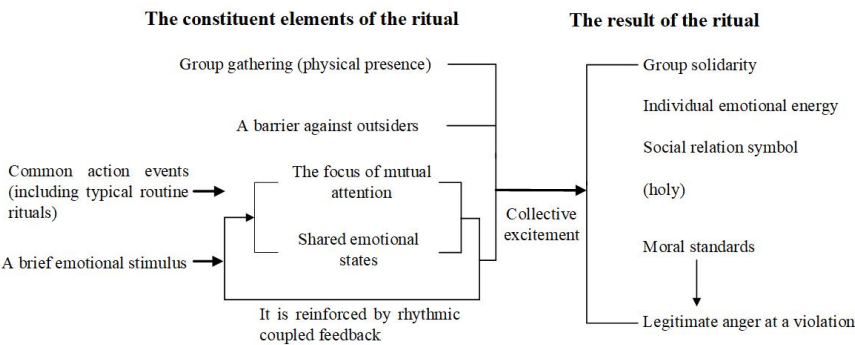 The constituent elements of the ritual
The result of the ritual
Group gathering (physical presence)
A barrier against outsiders
Common action events
(including typical routine
rituals)
A brief emotional stimulus
The focus of mutual
attention
Shared emotional
states
It is reinforced by rhythmic
coupled feedback
Collective
excitement
Group solidarity
Individual emotional energy
Social relation symbol
(holy)
Moral standards
Legitimate anger at a violation